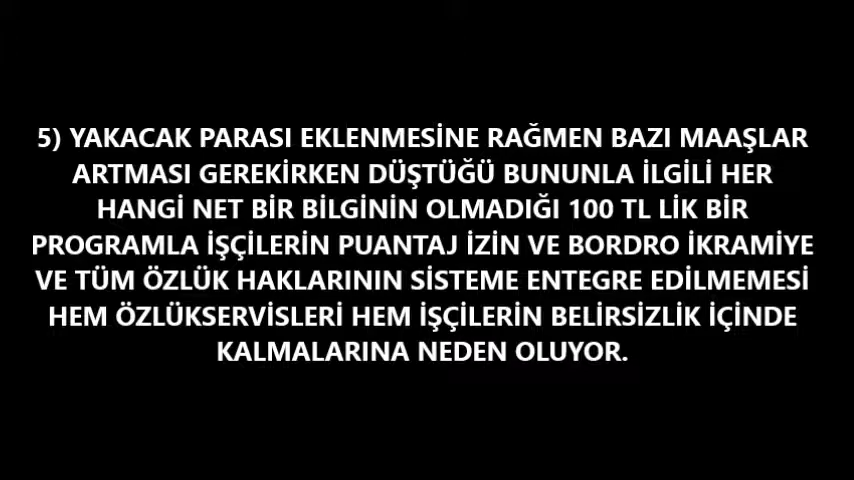 5) YAKACAK PARASI EKLENMESİNE RAĞMEN BAZI MAAŞLAR
ARTMASI GEREKİRKEN DÜŞTÜĞÜ BUNUNLA İLGİLİ HER
HANGİ NET BİR BİLGİNİN OLMADIĞI 100 TL LİK BİR
PROGRAMLA İŞÇİLERİN PUANTAJ İZİN VE BORDRO İKRAMİYE
VE TÜM ÖZLÜK HAKLARININ SİSTEME ENTEGRE EDİLMEMESİ
HEM ÖZLÜKSERVİSLERİ HEM İŞÇİLERİN BELİRSİZLİK İÇİNDE
KALMALARINA NEDEN OLUYOR.